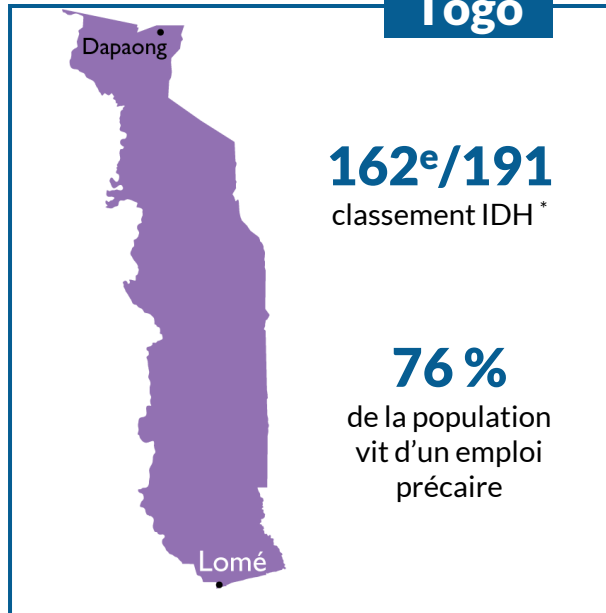 Togo
Dapaong
162e/191
classement IDH *
76 %
de la population
vit d’un emploi
précaire
Lomé